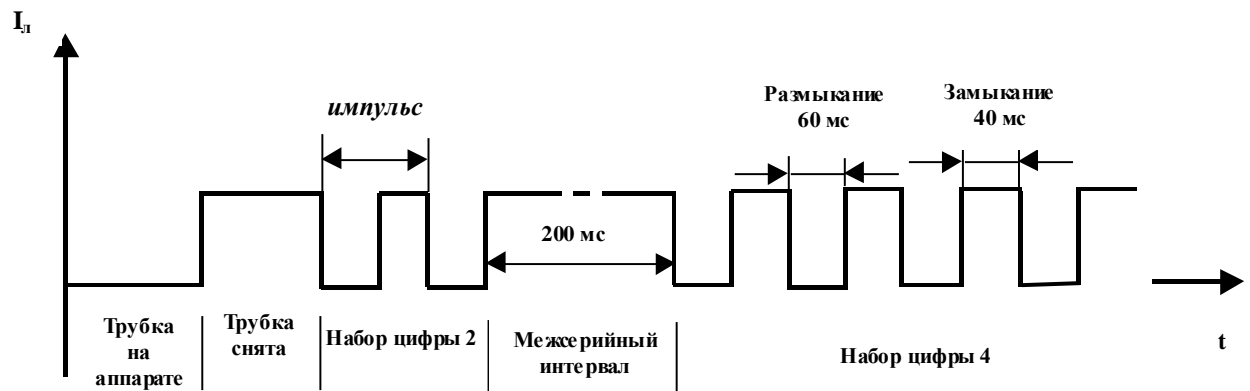 Iл
импульс
Размыкание
60 мс
Замыкание
40 мс
200 мс
Трубка
на
аппарате
Трубка
снята
Набор цифры 2
Межсерийный
интервал
Набор цифры 4
t